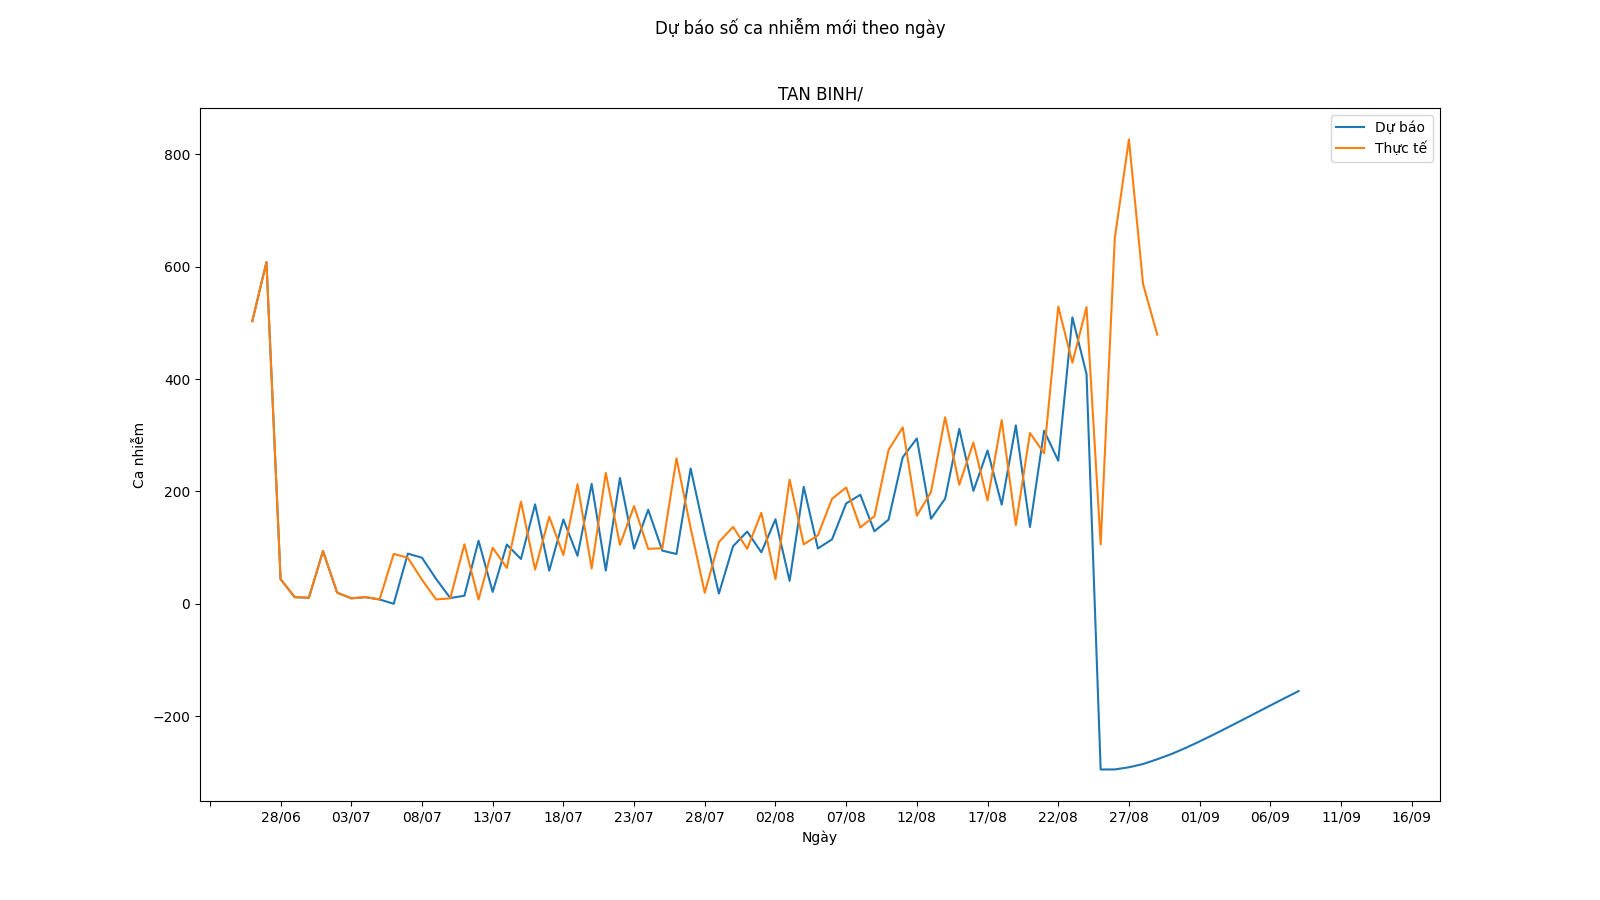 Dự báo số ca nhiễm mới theo ngày
TAN BINH/
Dự báo
Thực tế
800
600
400
200
0
−200
Ca nhiễm
28/06 03/07 08/07 13/07 18/07 23/07 28/07 02/08 07/08 12/08 17/08 22/08 27/08 01/09 06/09 11/09 16/09
Ngày